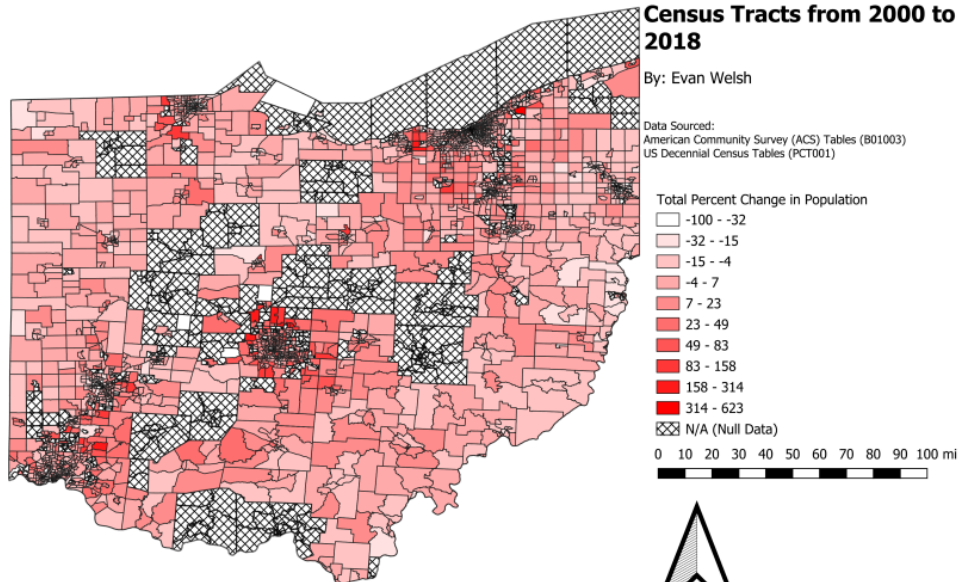 Census Tracts from 2000 to
2018
By: Evan Welsh
Data Sourced:
American Community Survey (ACS) Tables (B01003)
US Decennial Census Tables (PCT001)
Total Percent Change in Population
-100 - -32
-32 - -15
-15 - -4
-4 - 7
7 - 23
23 - 49
49 - 83
83 - 158
158 - 314
314 - 623
N/A (Null Data)
0 10 20 30 40 50 60 70 80 90 100 mi